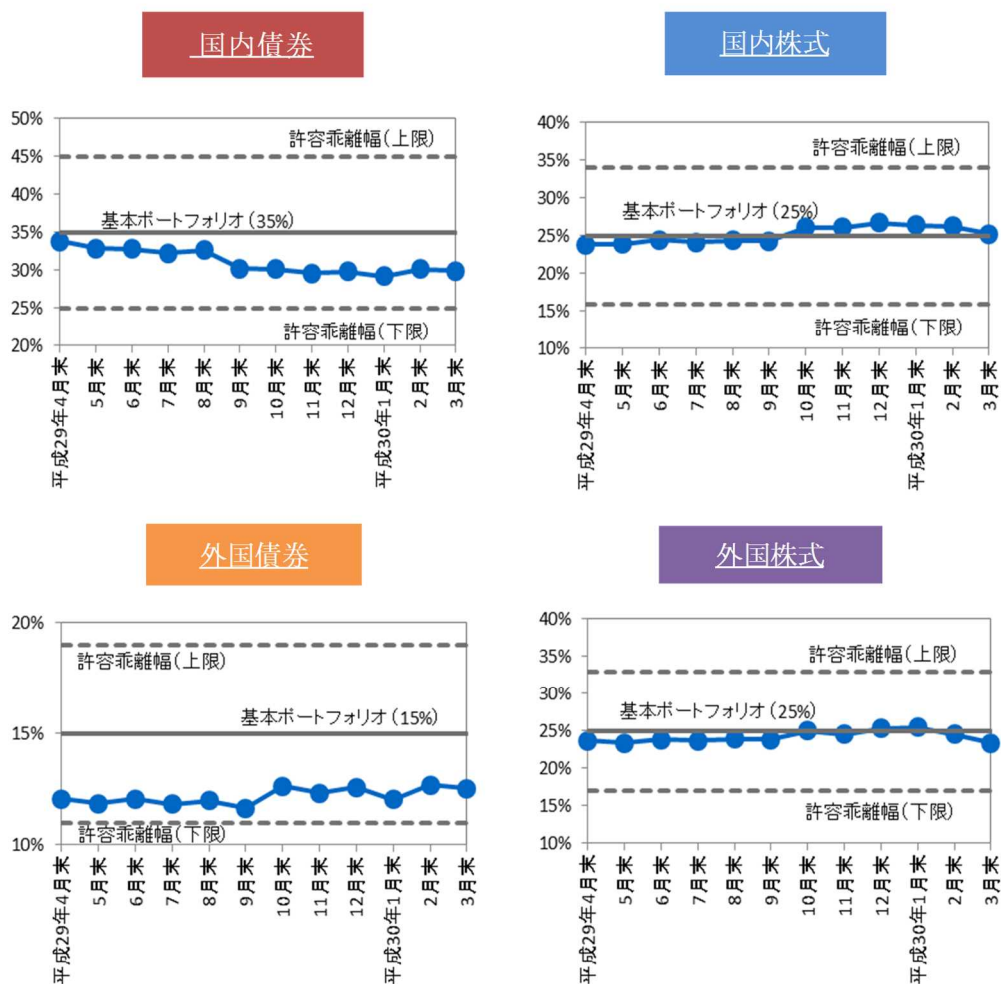 国内債券
50%
45%
40%
35%
30%
25%
20%
許容乖離幅(上限)
基本ポートフォリオ(35%)
許容乖離幅(下限)
平成29年4月末
5月末
6月末
7月末
8月末
9月末
10月末
11月末
12月末
平成30年1月末
2月末
3月末
国内株式
40%
35%
30%
25%
20%
15%
10%
許容乖離幅(上限)
基本ポートフォリオ(25%)
許容乖離幅(下限)
平成29年4月末
5月末
6月末
7月末
8月末
9月末
10月末
11月末
12月末
平成30年1月末
2月末
3月末
外国債券
20%
15%
10%
許容乖離幅(上限)
基本ポートフォリオ(15%)
許容乖離幅(下限)
平成29年4月末
5月末
6月末
7月末
8月末
9月末
10月末
11月末
12月末
平成30年1月末
2月末
3月末
外国株式
40%
35%
30%
25%
20%
15%
10%
許容乖離幅(上限)
基本ポートフォリオ(25%)
許容乖離幅(下限)
平成29年4月末
5月末
6月末
7月末
8月末
9月末
10月末
11月末
12月末
平成30年1月末
2月末
3月末